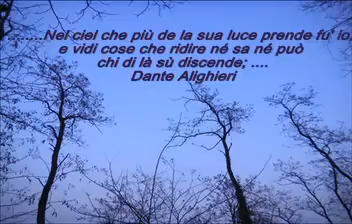 ........Nel ciel che più de la sua luce prende fu' io,
e vidi cose che ridire né sa né può
chi di là sù discende; ....
Dante Alighieri